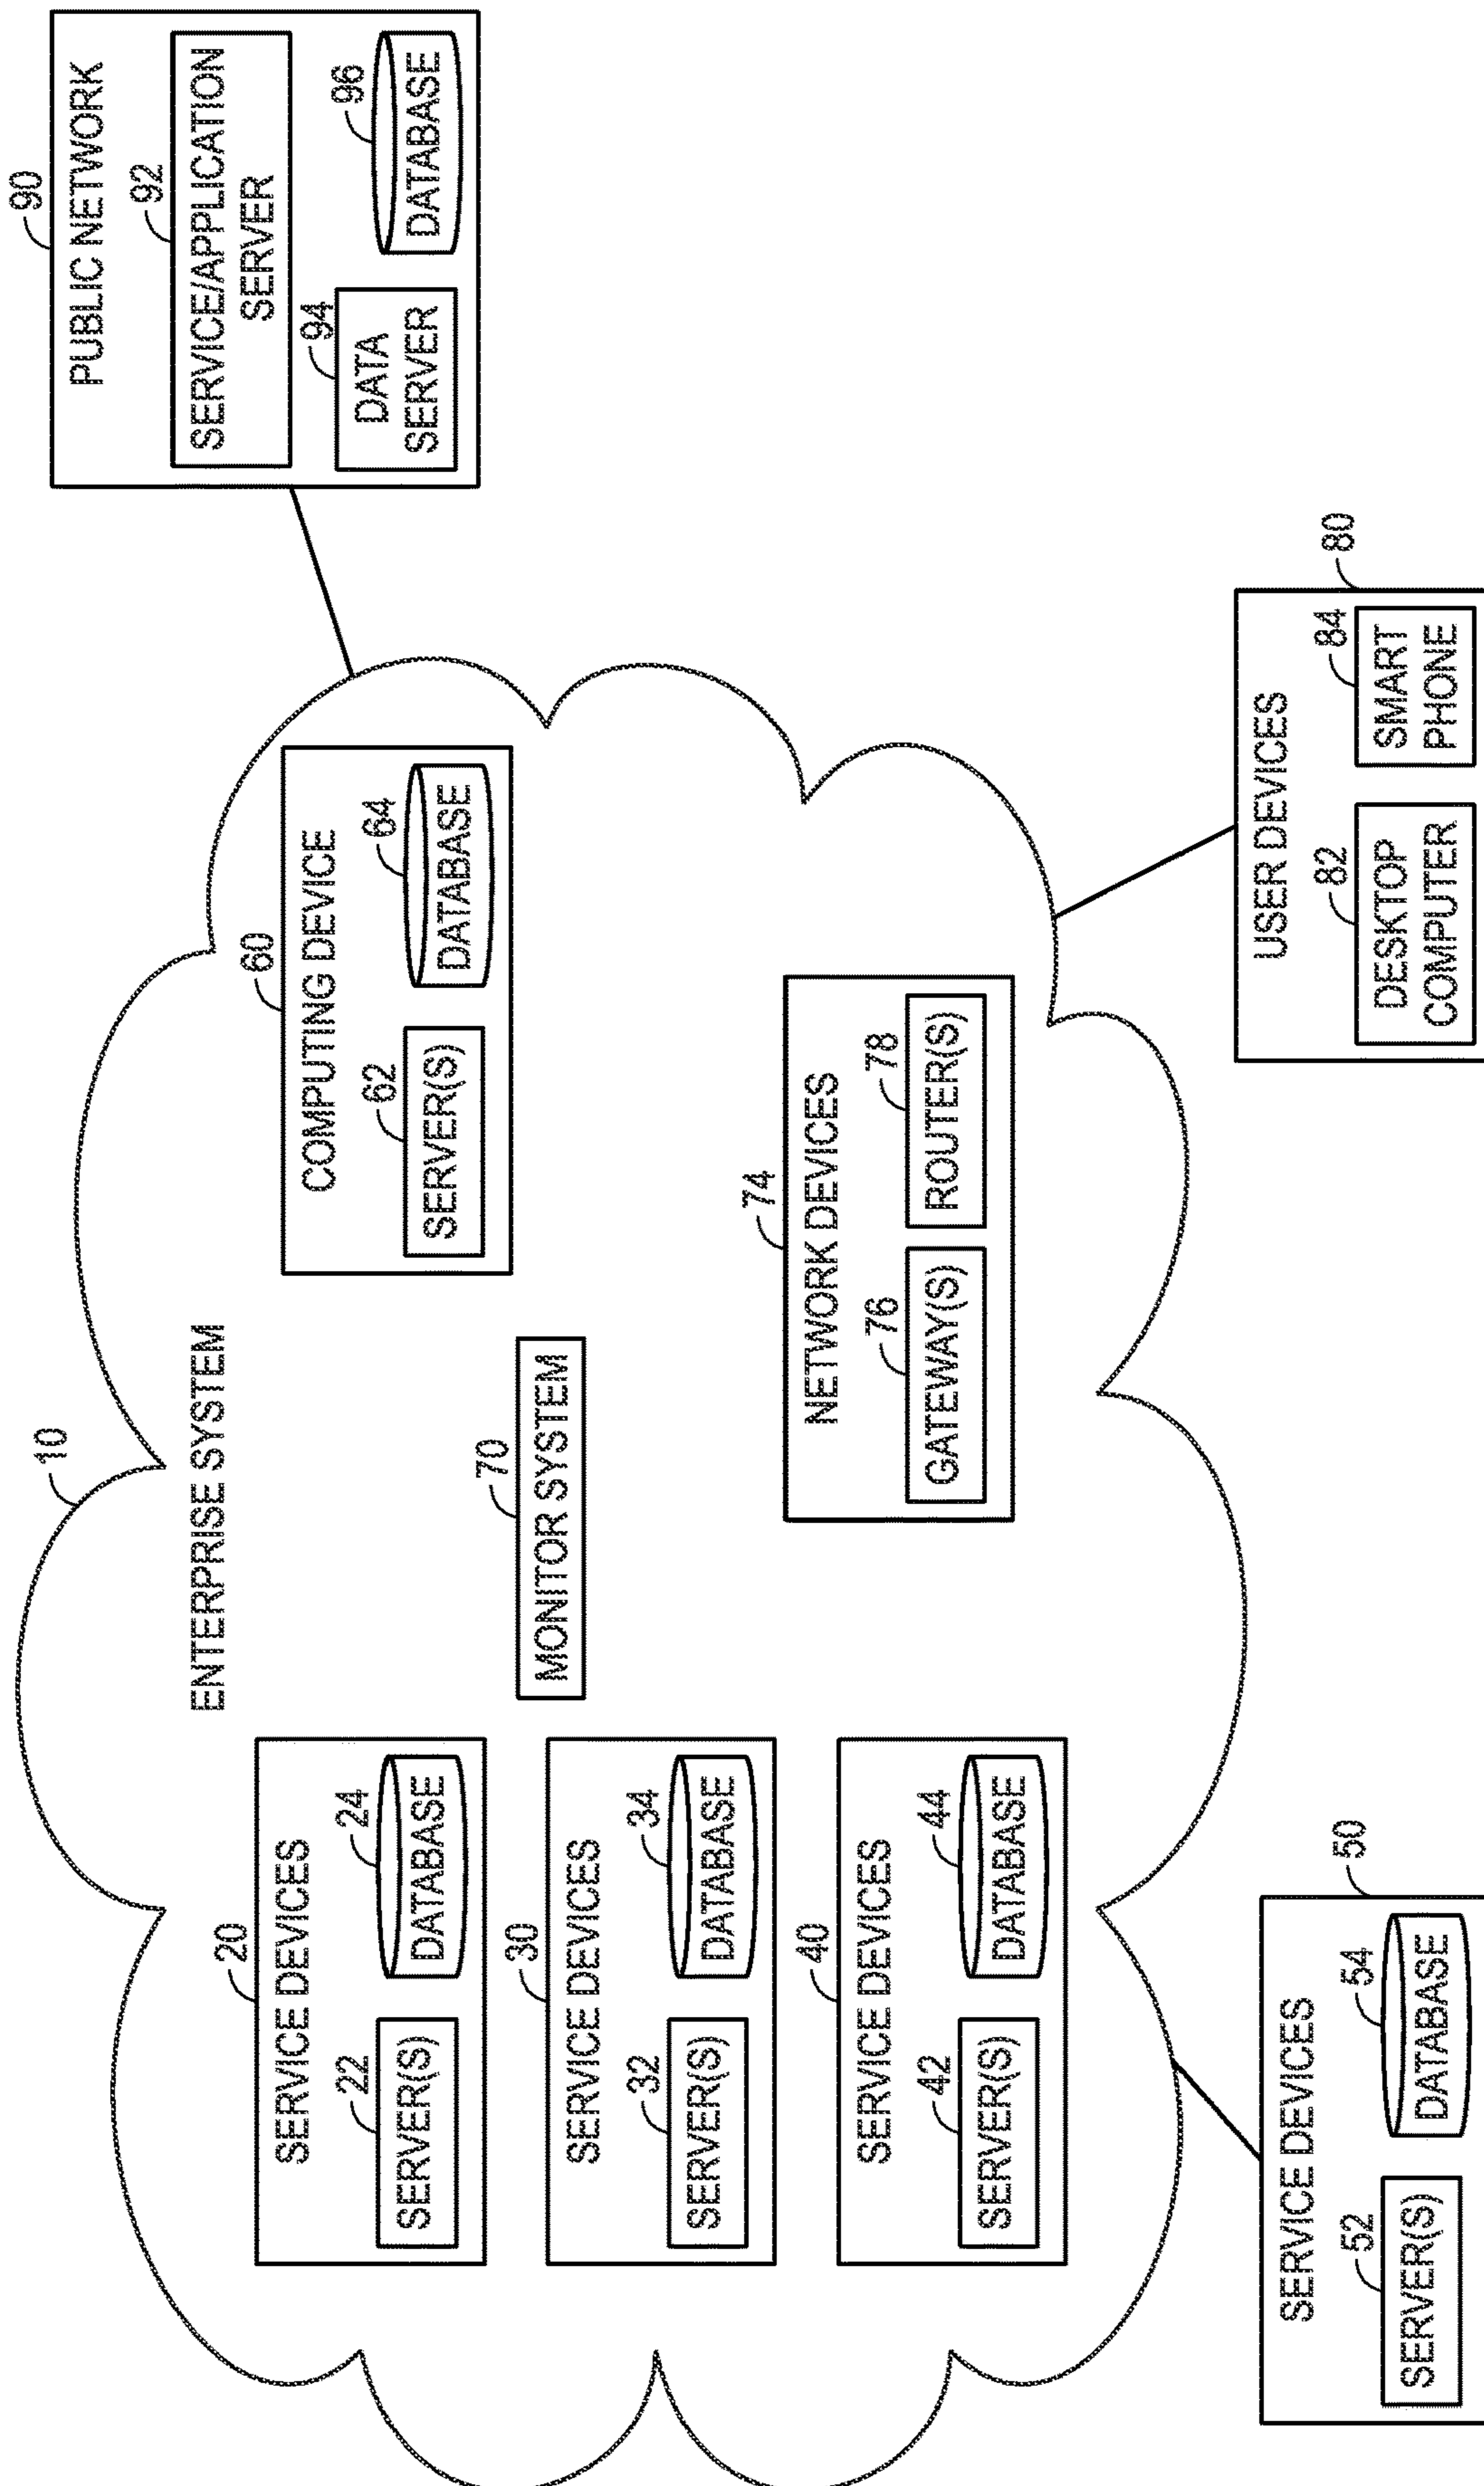 10
ENTERPRISE SYSTEM
20
SERVICE DEVICES
22
SERVER(S)
24
DATABASE
30
SERVICE DEVICES
32
SERVER(S)
34
DATABASE
40
SERVICE DEVICES
42
SERVER(S)
44
DATABASE
70
MONITOR SYSTEM
60
COMPUTING DEVICE
62
SERVER(S)
64
DATABASE
74
NETWORK DEVICES
76
GATEWAY(S)
78
ROUTER(S)
90
PUBLIC NETWORK
92
SERVICE/APPLICATION
SERVER
94
DATA
SERVER
96
DATABASE
50
SERVICE DEVICES
52
SERVER(S)
54
DATABASE
80
USER DEVICES
82
DESKTOP
COMPUTER
84
SMART
PHONE